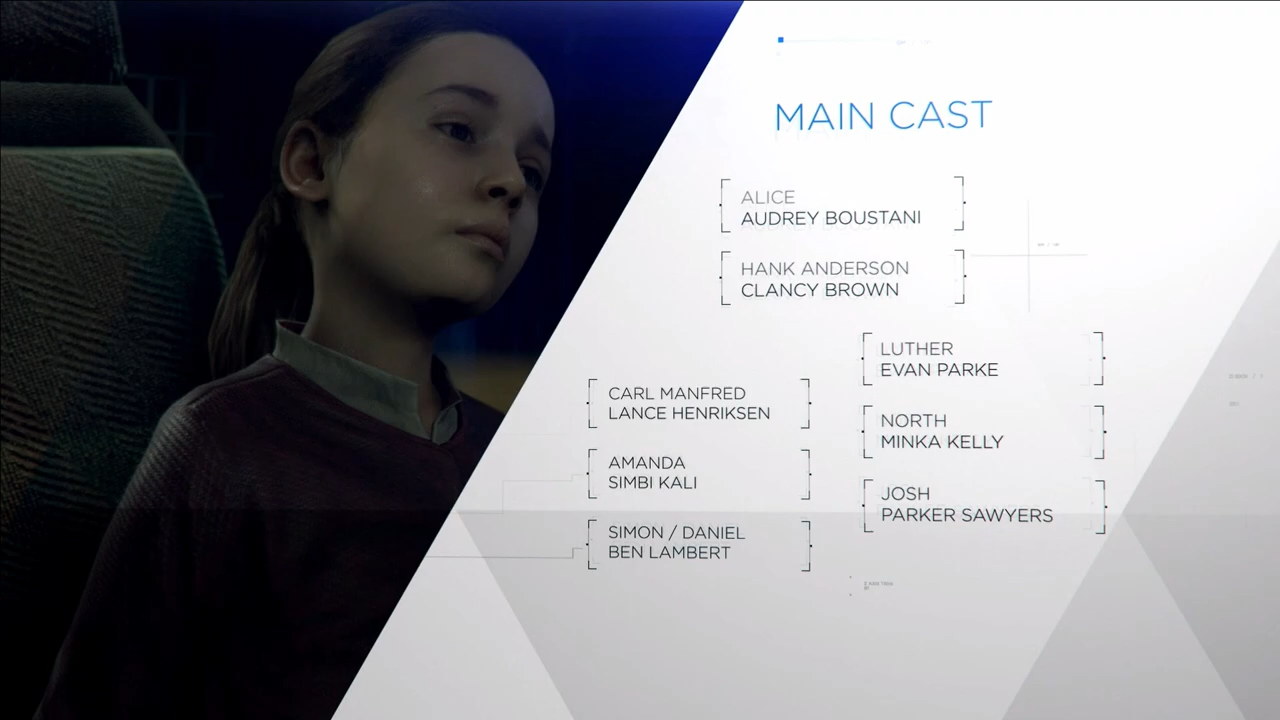 MAIN CAST
ALICE
AUDREY BOUSTANI
HANK ANDERSON
CLANCY BROWN
CARL MANFRED
LANCE HENRIKSEN
AMANDA
SIMBI KALI
SIMON / DANIEL
BEN LAMBERT
LUTHER
EVAN PARKE
NORTH
MINKA KELLY
JOSH
PARKER SAWYERS